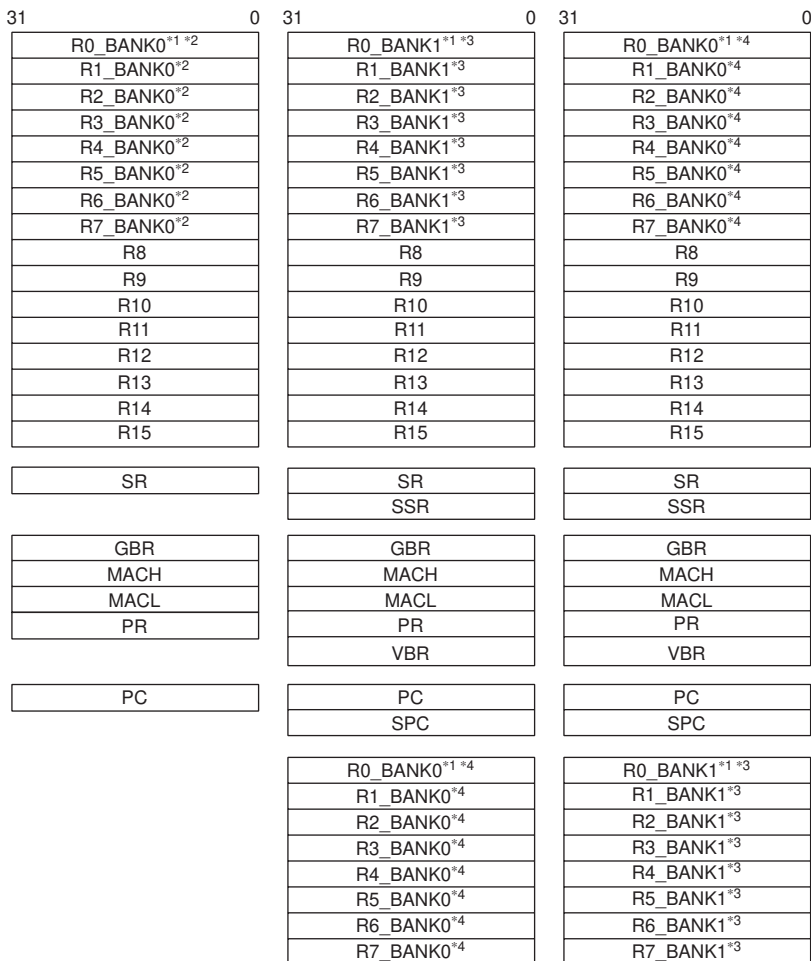 31 0 31 0 31 0
R0_BANK0*1 *2 R0_BANK1*1 *3 R0_BANK0*1 *4
R1_BANK0*2 R1_BANK1*3 R1_BANK0*4
R2_BANK0*2 R2_BANK1*3 R2_BANK0*4
R3_BANK0*2 R3_BANK1*3 R3_BANK0*4
R4_BANK0*2 R4_BANK1*3 R4_BANK0*4
R5_BANK0*2 R5_BANK1*3 R5_BANK0*4
R6_BANK0*2 R6_BANK1*3 R6_BANK0*4
R7_BANK0*2 R7_BANK1*3 R7_BANK0*4
R8 R8 R8
R9 R9 R9
R10 R10 R10
R11 R11 R11
R12 R12 R12
R13 R13 R13
R14 R14 R14
R15 R15 R15
SR SR SR
SSR SSR
GBR GBR GBR
MACH MACH MACH
MACL MACL MACL
PR PR PR
VBR VBR
PC PC PC
SPC SPC
R0_BANK0*1 *4 R0_BANK1*1 *3
R1_BANK0*4 R1_BANK1*3
R2_BANK0*4 R2_BANK1*3
R3_BANK0*4 R3_BANK1*3
R4_BANK0*4 R4_BANK1*3
R5_BANK0*4 R5_BANK1*3
R6_BANK0*4 R6_BANK1*3
R7_BANK0*4 R7_BANK1*3